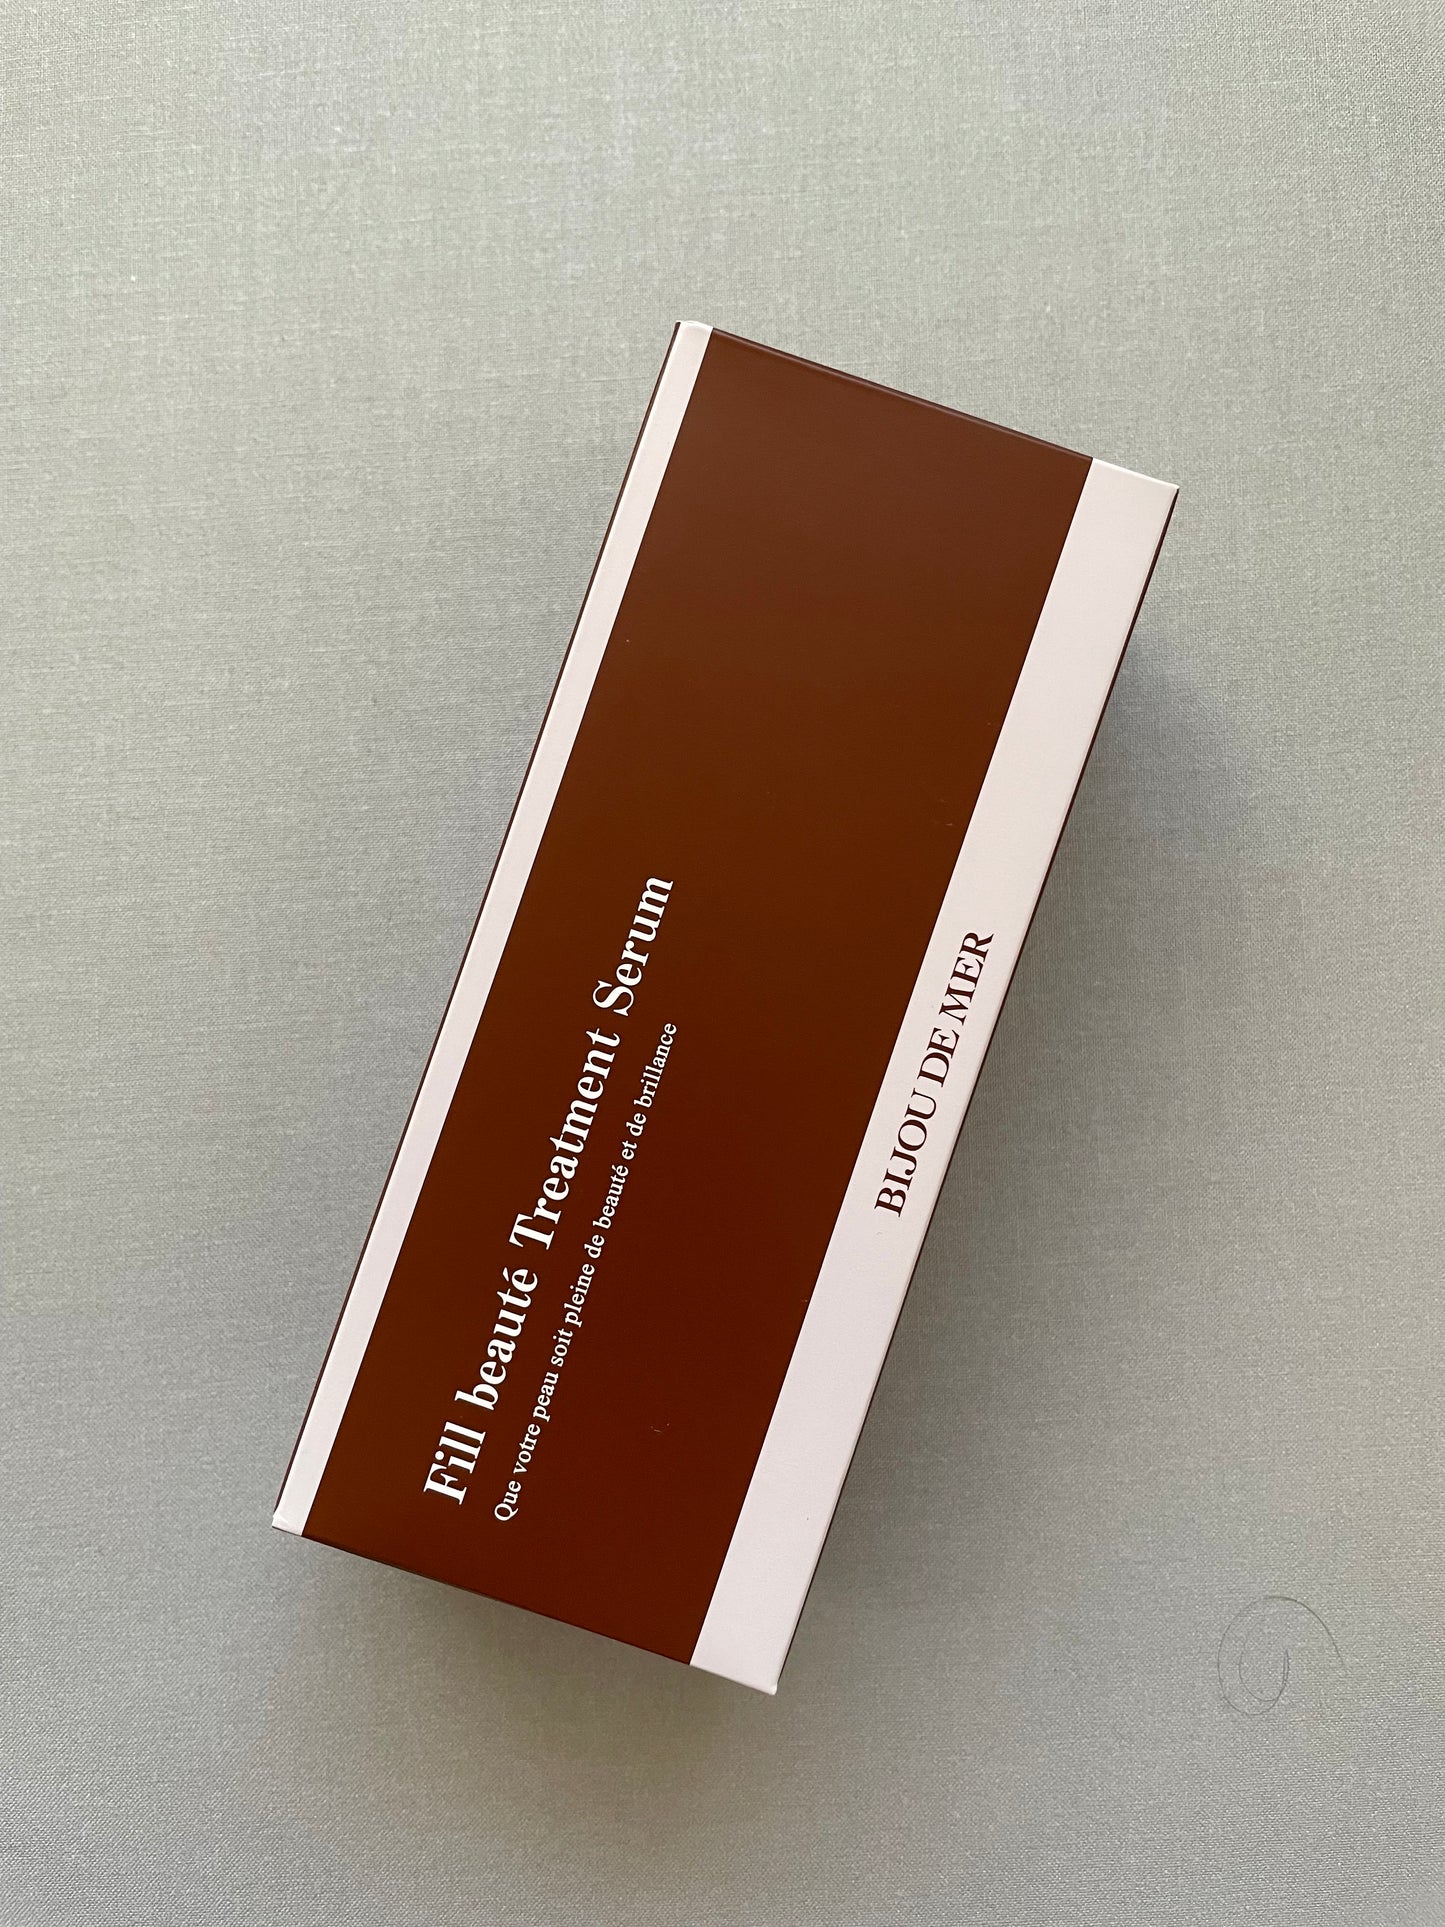 Fill beauté Treatment Serum
Que votre peau soit pleine de beauté et de brillance
BIJOU DE MER